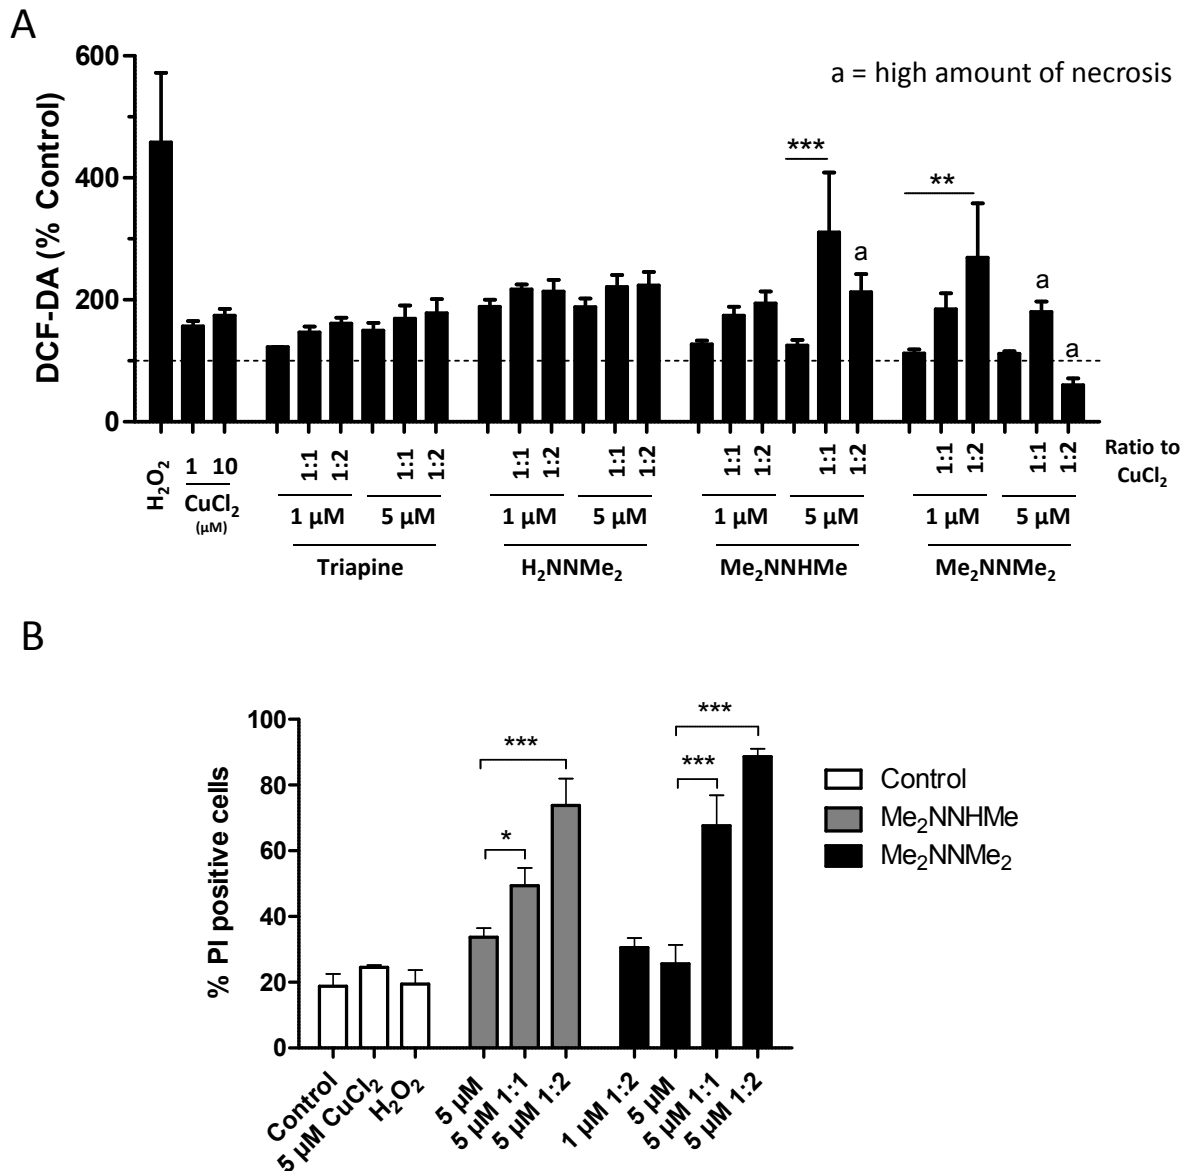 A
a = high amount of necrosis
DCF-DA (% Control)
600
400
200
0
***
**
a
a
a
H₂O₂
1 10
CuCl₂
(μM)
1:1 1:2 1:1 1:2
1 μM 5 μM
Triapine
1:1 1:2 1:1 1:2
1 μM 5 μM
H₂NNMe₂
1:1 1:2 1:1 1:2
1 μM 5 μM
Me₂NNHMe
1:1 1:2 1:1 1:2
1 μM 5 μM
Me₂NNMe₂
Ratio to
CuCl₂
B
% PI positive cells
100
80
60
40
20
0
*
***
***
***
Control
Me₂NNHMe
Me₂NNMe₂
Control
5 μM CuCl₂
H₂O₂
5 μM
5 μM 1:1
5 μM 1:2
1 μM 1:2
5 μM
5 μM 1:1
5 μM 1:2